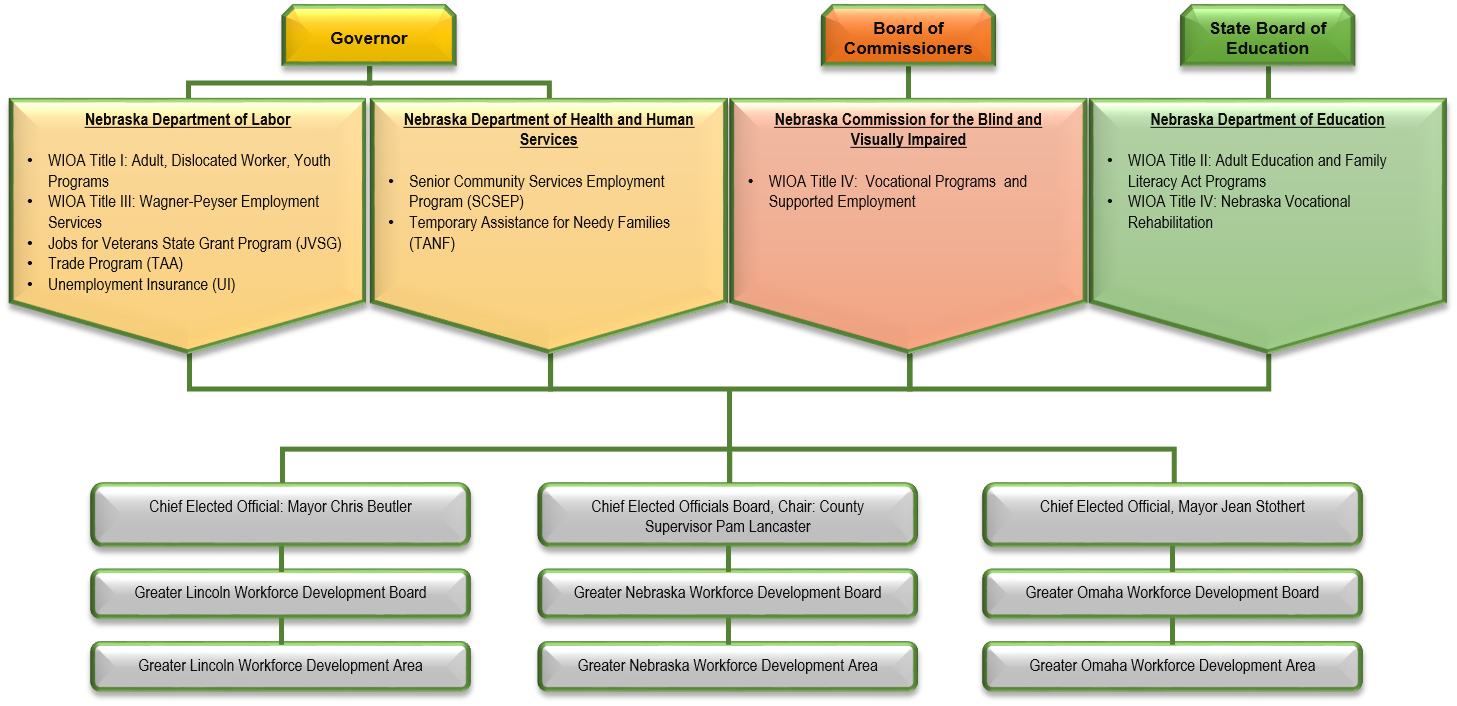 Governor
Board of
Commissioners
State Board of
Education
Nebraska Department of Labor
• WIOA Title I: Adult, Dislocated Worker, Youth
Programs
• WIOA Title III: Wagner-Peyser Employment
Services
• Jobs for Veterans State Grant Program (JVSG)
• Trade Program (TAA)
• Unemployment Insurance (UI)
Nebraska Department of Health and Human
Services
• Senior Community Services Employment
Program (SCSEP)
• Temporary Assistance for Needy Families
(TANF)
Nebraska Commission for the Blind and
Visually Impaired
• WIOA Title IV:  Vocational Programs  and
Supported Employment
Nebraska Department of Education
• WIOA Title II: Adult Education and Family
Literacy Act Programs
• WIOA Title IV: Nebraska Vocational
Rehabilitation
Chief Elected Official: Mayor Chris Beutler
Chief Elected Officials Board, Chair: County
Supervisor Pam Lancaster
Chief Elected Official, Mayor Jean Stothert
Greater Lincoln Workforce Development Board
Greater Nebraska Workforce Development Board
Greater Omaha Workforce Development Board
Greater Lincoln Workforce Development Area
Greater Nebraska Workforce Development Area
Greater Omaha Workforce Development Area